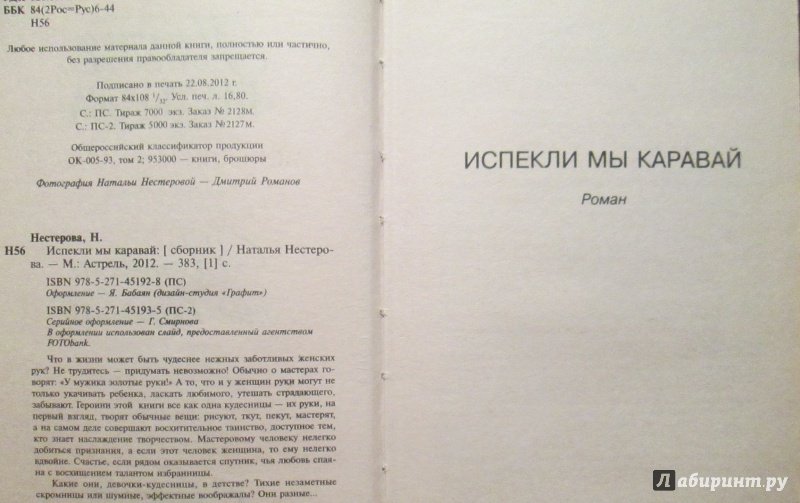 ББК 84(2Рос=Рус)6-44
Н56
Любое использование материала данной книги, полностью или частично,
без разрешения правообладателя запрещается.
Подписано в печать 22.08.2012 г.
Формат 84х108 1/32. Усл. печ. л. 16,80.
С.: ПС. Тираж 7000 экз. Заказ № 2128м.
С.: ПС-2. Тираж 5000 экз. Заказ № 2127м.
Общероссийский классификатор продукции
ОК-005-93, том 2; 953000 — книги, брошюры
Фотография Натальи Нестеровой — Дмитрий Романов
Нестерова, Н.
Н56 Испекли мы каравай: [ сборник ] / Наталья Нестеро-
ва. — М.: Астрель, 2012. — 383, [1] с.
ISBN 978-5-271-45192-8 (ПС)
Оформление — Я. Бабаян (дизайн-студия «Графит»)
ISBN 978-5-271-45193-5 (ПС-2)
Серийное оформление — Г. Смирнова
В оформлении использован слайд, предоставленный агентством
FOTObank.
Что в жизни может быть чудеснее нежных заботливых женских
рук? Не трудитесь — придумать невозможно! Обычно о мастерах го-
ворят: «У мужика золотые руки!» А то, что и у женщин руки могут не
только укачивать ребенка, ласкать любимого, утешать страдающего,
забывают. Героини этой книги все как одна кудесницы — их руки, на
первый взгляд, творят обычные вещи: рисуют, ткут, пекут, мастерят,
а на самом деле совершают восхитительное таинство, доступное тем,
кто знает наслаждение творчеством. Мастеровому человеку нелегко
добиться признания, а если этот человек женщина, то ему нелегко
вдвойне. Счастье, если рядом оказывается спутник, чья любовь спая-
на с восхищением талантом избранницы.
Какие они, девочки-кудесницы, в детстве? Тихие незаметные
скромницы или шумные, эффектные воображалы? Они разные...
ИСПЕКЛИ МЫ КАРАВАЙ
Роман
Лабиринт.ру